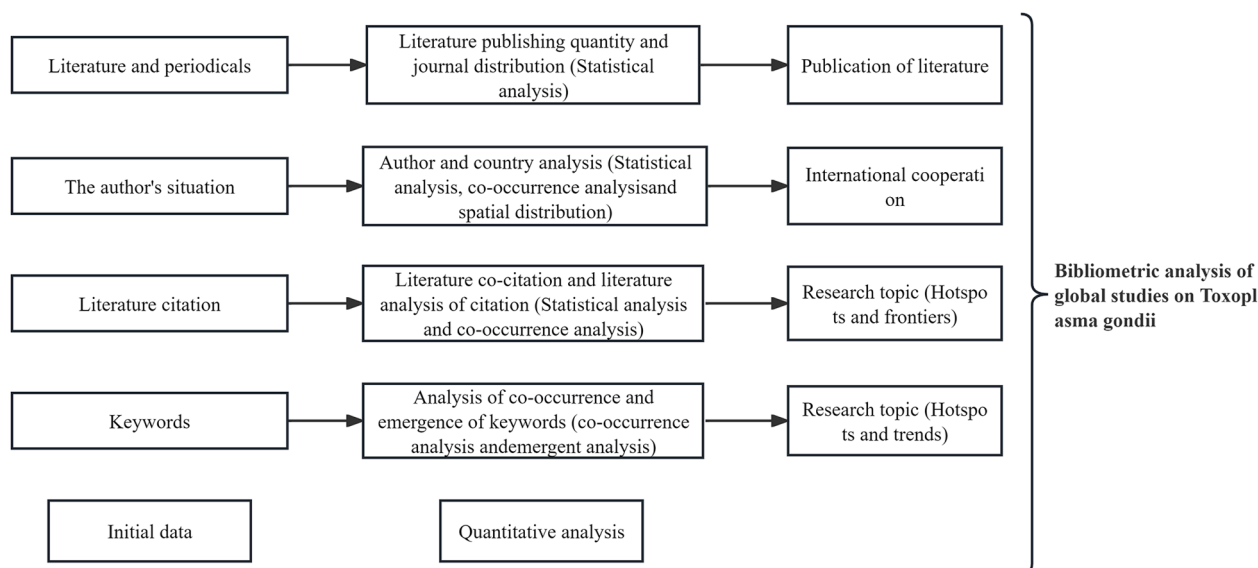 Literature and periodicals
Literature publishing quantity and
journal distribution (Statistical
analysis)
Publication of literature
The author's situation
Author and country analysis (Statistical
analysis, co-occurrence analysisand
spatial distribution)
International cooperati
on
Literature citation
Literature co-citation and literature
analysis of citation (Statistical analysis
and co-occurrence analysis)
Research topic (Hotspo
ts and frontiers)
Keywords
Analysis of co-occurrence and
emergence of keywords (co-occurrence
analysis andemergent analysis)
Research topic (Hotspo
ts and trends)
Initial data
Quantitative analysis
Bibliometric analysis of
global studies on Toxopl
asma gondii